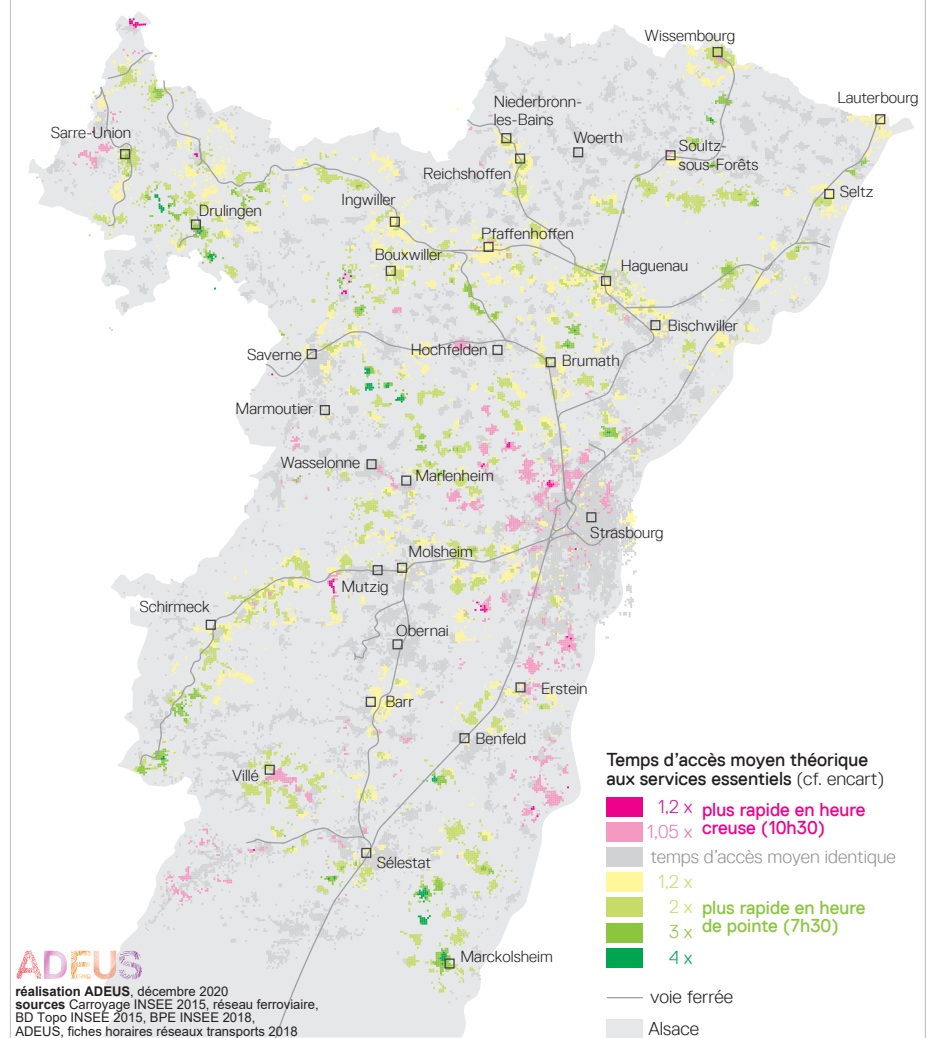 Wissembourg
Lauterbourg
Niederbronn-
les-Bains
Woerth
Sarre-Union
Soultz-
sous-Forêts
Reichshoffen
Seltz
Ingwiller
Drulingen
Pfaffenhoffen
Bouxwiller
Haguenau
Bischwiller
Hochfelden
Saverne
Brumath
Marmoutier
Wasselonne
Marlenheim
Strasbourg
Molsheim
Mutzig
Schirmeck
Obernai
Erstein
Barr
Benfeld
Villé
Sélestat
Marckolsheim
Temps d'accès moyen théorique
aux services essentiels (cf. encart)
1,2 x plus rapide en heure
1,05 x creuse (10h30)
temps d'accès moyen identique
1,2 x
2 x plus rapide en heure
3 x de pointe (7h30)
4 x
voie ferrée
Alsace
ADEUS
réalisation ADEUS, décembre 2020
sources Carroyage INSEE 2015, réseau ferroviaire,
BD Topo INSEE 2015, BPE INSEE 2018,
ADEUS, fiches horaires réseaux transports 2018